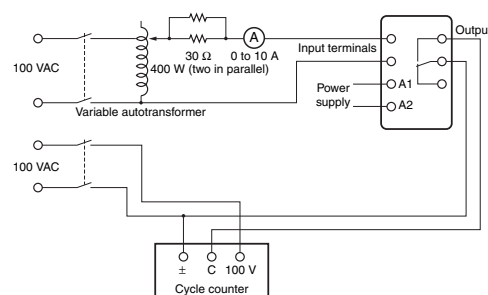 Outpu
A
30 Ω
0 to 10 A
Input terminals
100 VAC
400 W (two in parallel)
Power
supply
A1
A2
Variable autotransformer
100 VAC
± C 100 V
Cycle counter